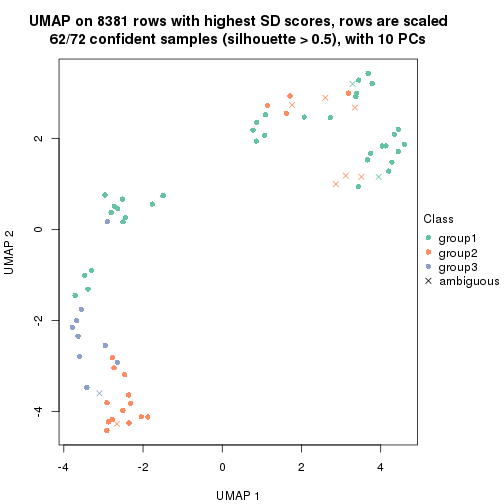 UMAP on 8381 rows with highest SD scores, rows are scaled
62/72 confident samples (silhouette > 0.5), with 10 PCs
UMAP 2
2
0
-2
-4
-4
-2
0
2
4
UMAP 1
Class
group1
group2
group3
ambiguous